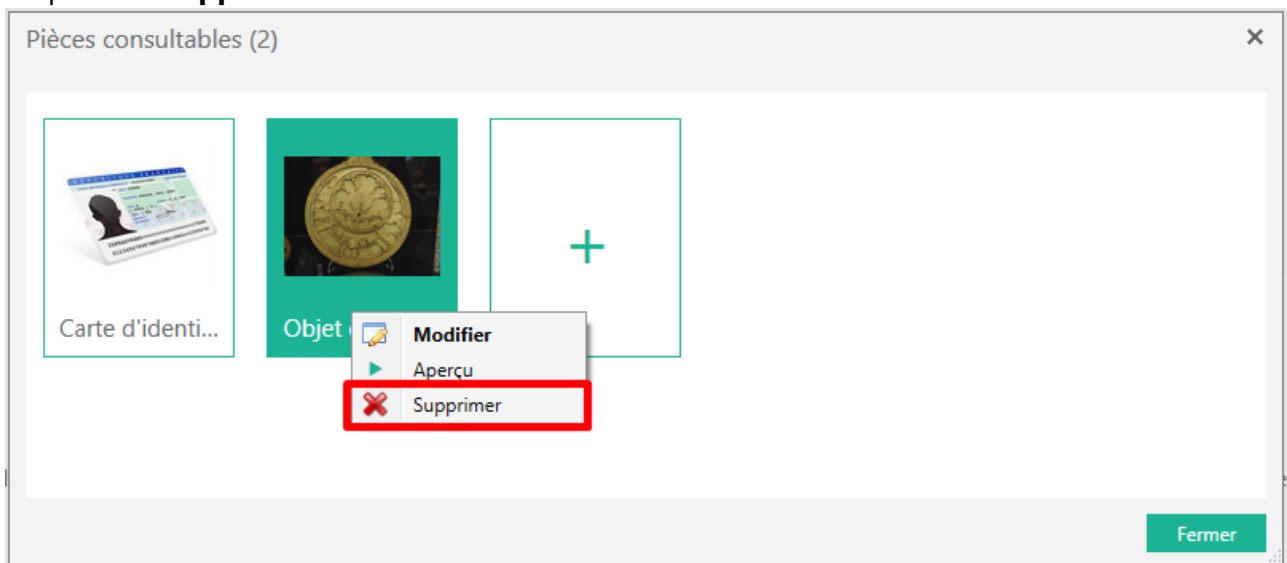 Pièces consultables (2)
Carte d'identi...
Objet
Modifier
Aperçu
Supprimer
Fermer